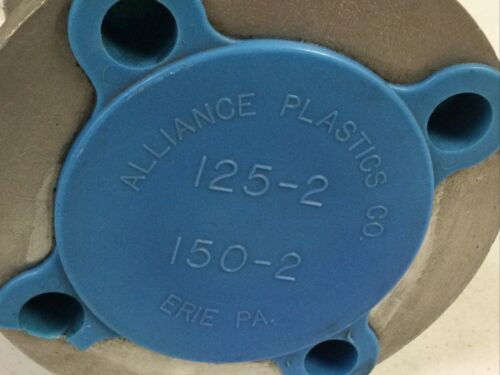 ALLIANCE PLASTICS CO.
125-2
150-2
ERIE PA.